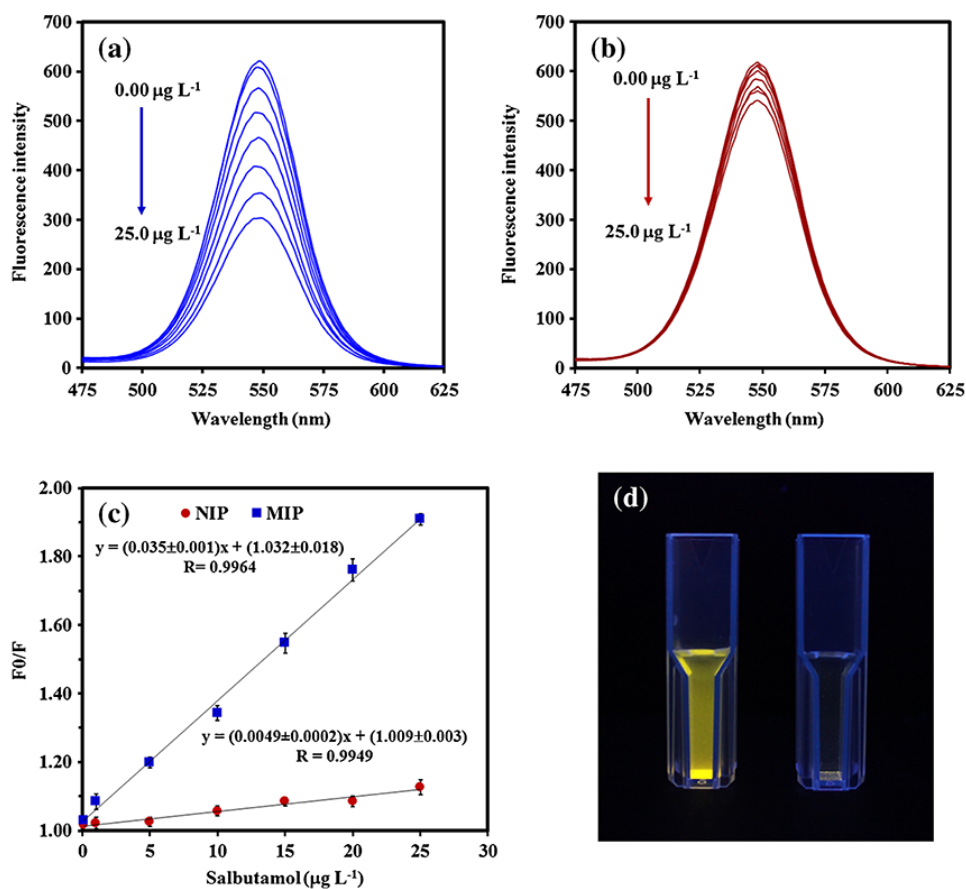 (a)
700
600
500
400
300
200
100
0
Fluorescence intensity
0.00 µg L-1
25.0 µg L-1
475 500 525 550 575 600 625
Wavelength (nm)
(b)
700
600
500
400
300
200
100
0
Fluorescence intensity
0.00 µg L-1
25.0 µg L-1
475 500 525 550 575 600 625
Wavelength (nm)
(c)
NIP MIP
2.00
1.80
1.60
1.40
1.20
1.00
F0/F
y = (0.035±0.001)x + (1.032±0.018)
R= 0.9964
y = (0.0049±0.0002)x + (1.009±0.003)
R = 0.9949
0 5 10 15 20 25 30
Salbutamol (µg L-1)
(d)